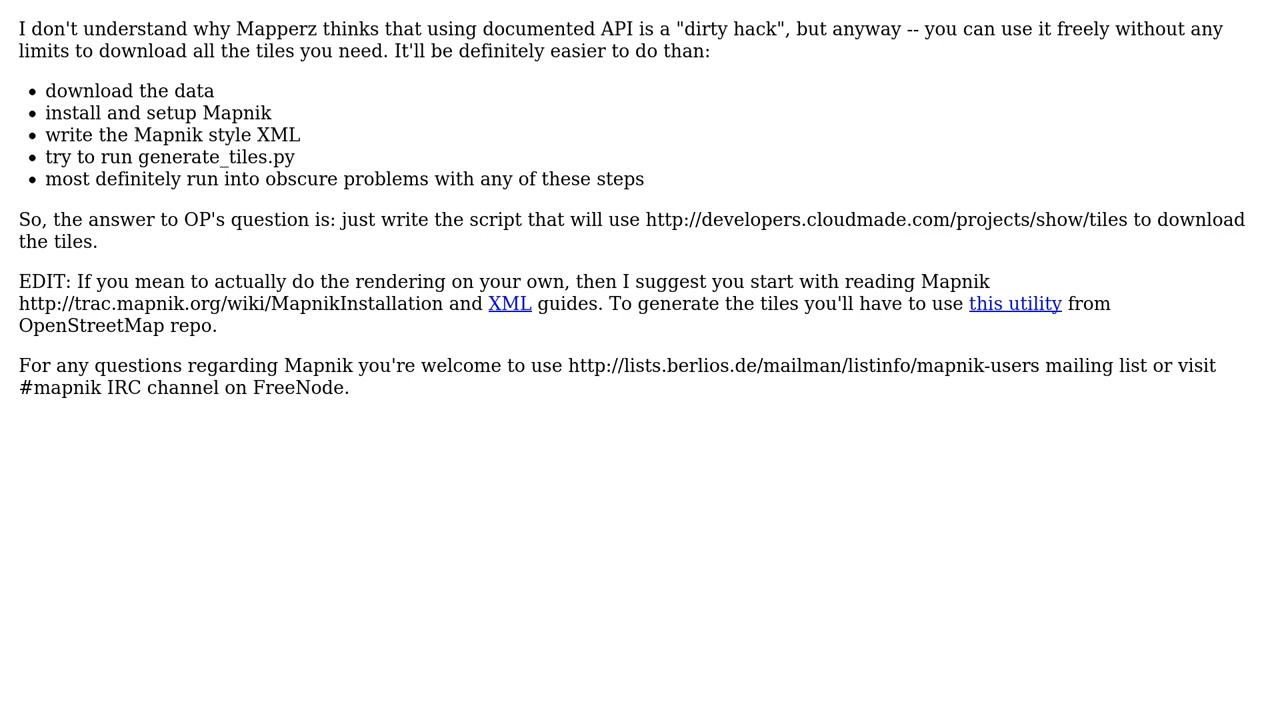 I don't understand why Mapperz thinks that using documented API is a "dirty hack", but anyway -- you can use it freely without any
limits to download all the tiles you need. It'll be definitely easier to do than:
• download the data
• install and setup Mapnik
• write the Mapnik style XML
• try to run generate_tiles.py
• most definitely run into obscure problems with any of these steps
So, the answer to OP's question is: just write the script that will use http://developers.cloudmade.com/projects/show/tiles to download
the tiles.
EDIT: If you mean to actually do the rendering on your own, then I suggest you start with reading Mapnik
http://trac.mapnik.org/wiki/MapnikInstallation and XML guides. To generate the tiles you'll have to use this utility from
OpenStreetMap repo.
For any questions regarding Mapnik you're welcome to use http://lists.berlios.de/mailman/listinfo/mapnik-users mailing list or visit
#mapnik IRC channel on FreeNode.